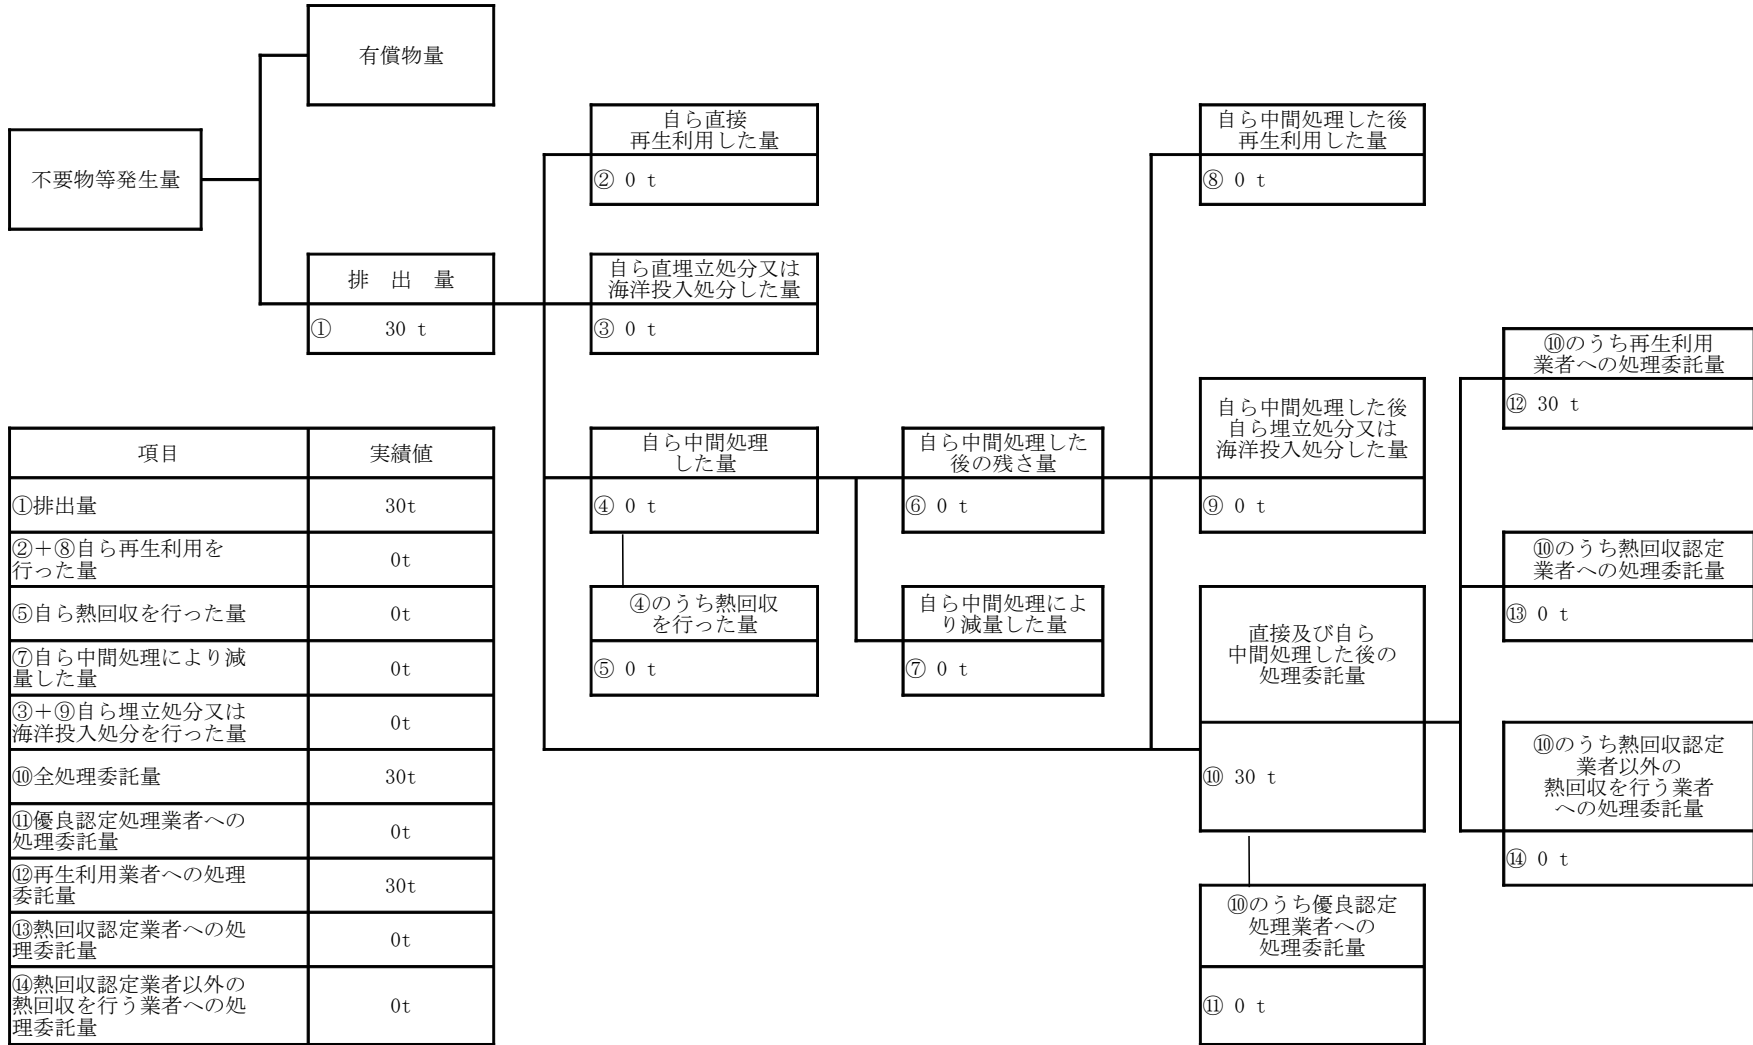 有償物量
不要物等発生量
排 出 量
① 30 t
自ら直接
再生利用した量
② 0 t
自ら直埋立処分又は
海洋投入処分した量
③ 0 t
自ら中間処理
した量
④ 0 t
④のうち熱回収
を行った量
⑤ 0 t
自ら中間処理した
後の残さ量
⑥ 0 t
自ら中間処理によ
り減量した量
⑦ 0 t
自ら中間処理した後
再生利用した量
⑧ 0 t
自ら中間処理した後
自ら埋立処分又は
海洋投入処分した量
⑨ 0 t
直接及び自ら
中間処理した後の
処理委託量
⑩ 30 t
⑩のうち優良認定
処理業者への
処理委託量
⑪ 0 t
⑩のうち再生利用
業者への処理委託量
⑫ 30 t
⑩のうち熱回収認定
業者への処理委託量
⑬ 0 t
⑩のうち熱回収認定
業者以外の
熱回収を行う業者
への処理委託量
⑭ 0 t
項目 実績値
①排出量 30t
②＋⑧自ら再生利用を
行った量 0t
⑤自ら熱回収を行った量 0t
⑦自ら中間処理により減
量した量 0t
③＋⑨自ら埋立処分又は
海洋投入処分を行った量 0t
⑩全処理委託量 30t
⑪優良認定処理業者への
処理委託量 0t
⑫再生利用業者への処理
委託量 30t
⑬熱回収認定業者への処
理委託量 0t
⑭熱回収認定業者以外の
熱回収を行う業者への処
理委託量 0t